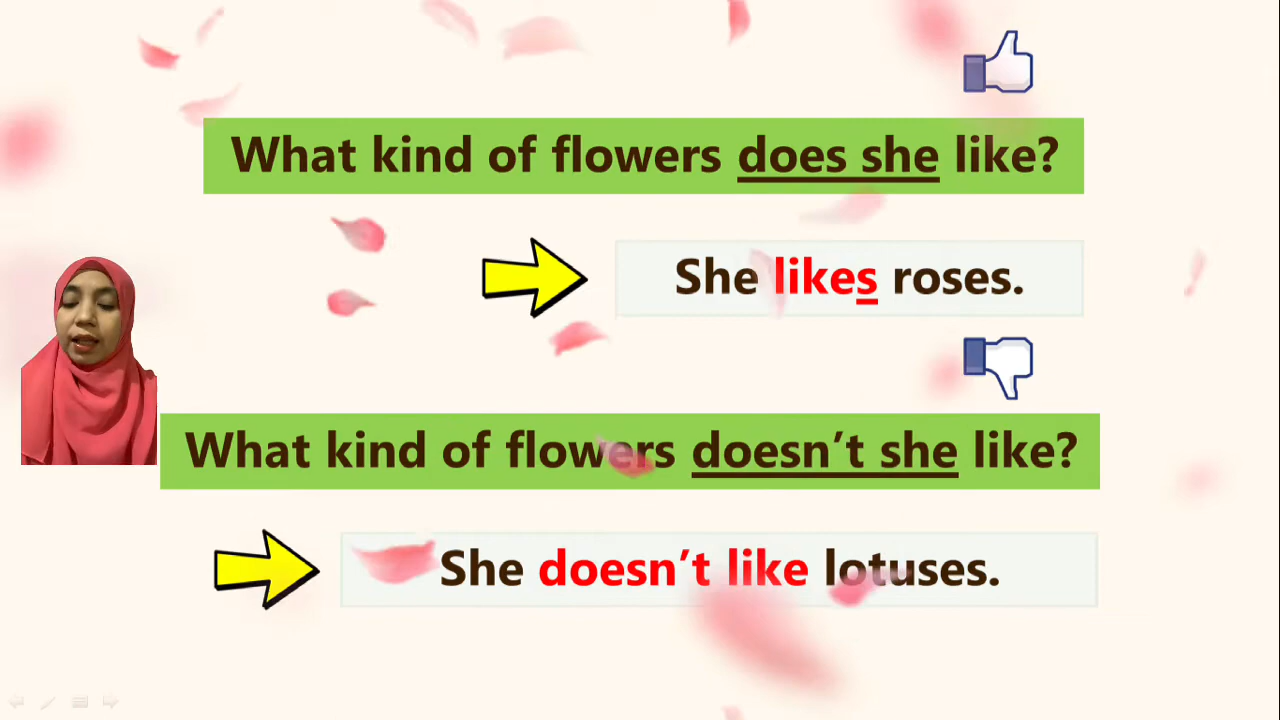 What kind of flowers does she like?
She likes roses.
What kind of flowers doesn’t she like?
She doesn’t like lotuses.